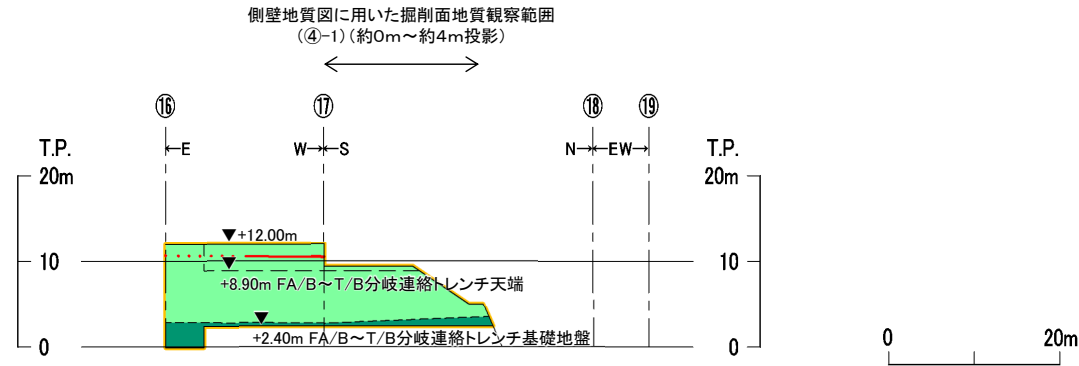 側壁地質図に用いた掘削面地質観察範囲
(④-1)(約0m～約4m投影)
⑯ ⑰ ⑱ ⑲
T.P. ←E W→←S N→←EW→ T.P.
20m 20m
+12.00m
10 10
+8.90m FA/B～T/B分岐連絡トレンチ天端
+2.40m FA/B～T/B分岐連絡トレンチ基礎地盤
0 0
0 20m